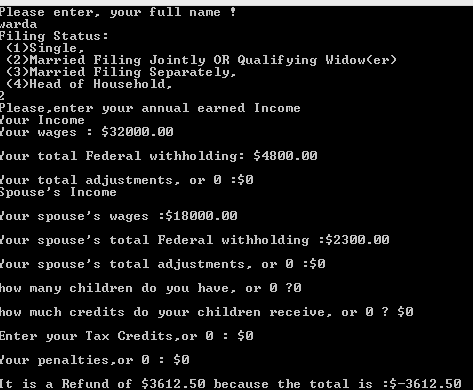 Please enter, your full name !
warda
Filing Status:
(1)Single,
(2)Married Filing Jointly OR Qualifying Widow(er)
(3)Married Filing Separately,
(4)Head of Household,
2
Please,enter your annual earned Income
Your Income
Your wages : $32000.00
Your total Federal withholding: $4800.00
Your total adjustments, or 0 :$0
Spouse's Income
Your spouse's wages :$18000.00
Your spouse's total Federal withholding :$2300.00
Your spouse's total adjustments, or 0 :$0
how many children do you have, or 0 ?0
how much credits do your children receive, or 0 ? $0
Enter your Tax Credits,or 0 : $0
Your penalties,or 0 : $0
It is a Refund of $3612.50 because the total is :$-3612.50